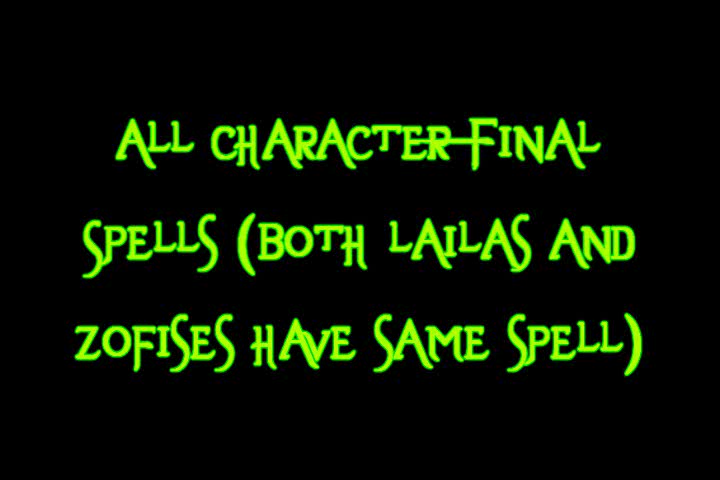 ALL CHARACTER FINAL
SPELLS (BOTH LAILAS AND
ZOFISES HAVE SAME SPELL)